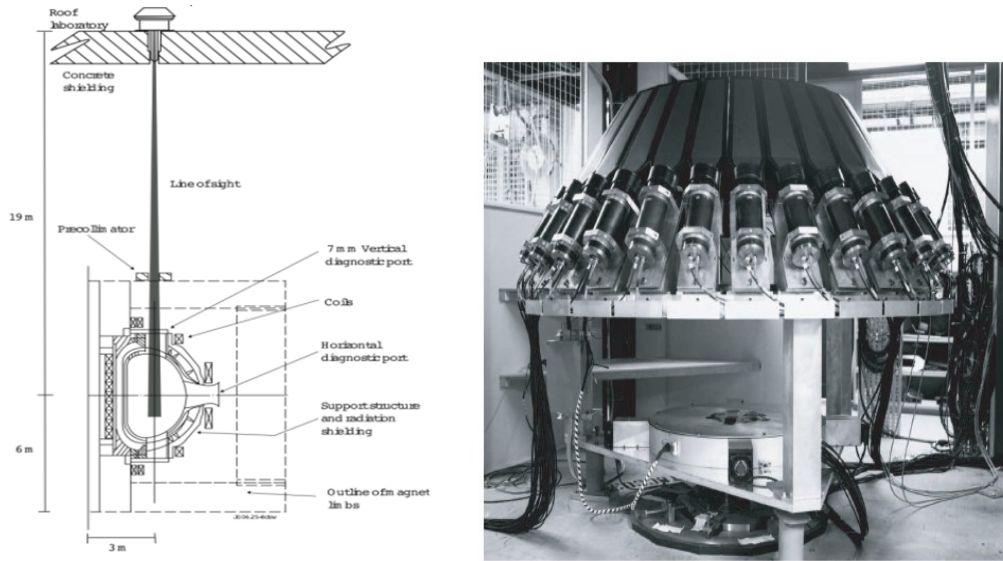 Roof
laboratory
Concrete
shielding
Line of sight
19 m
Precollimator
7 mm Vertical
diagnostic port
Coils
Horizontal
diagnostic port
Support structure
and radiation
shielding
6 m
Outline of magnet
limbs
3 m